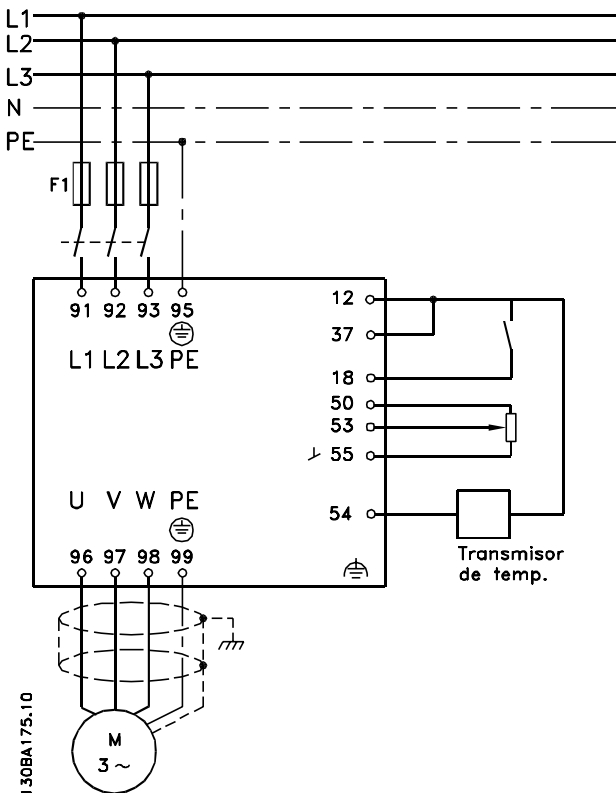 L1
L2
L3
N
PE
F1
91 92 93 95
L1 L2 L3 PE
12
37
18
50
53
55
54
U V W PE
96 97 98 99
Transmisor
de temp.
M
3 ~
130BA175.10